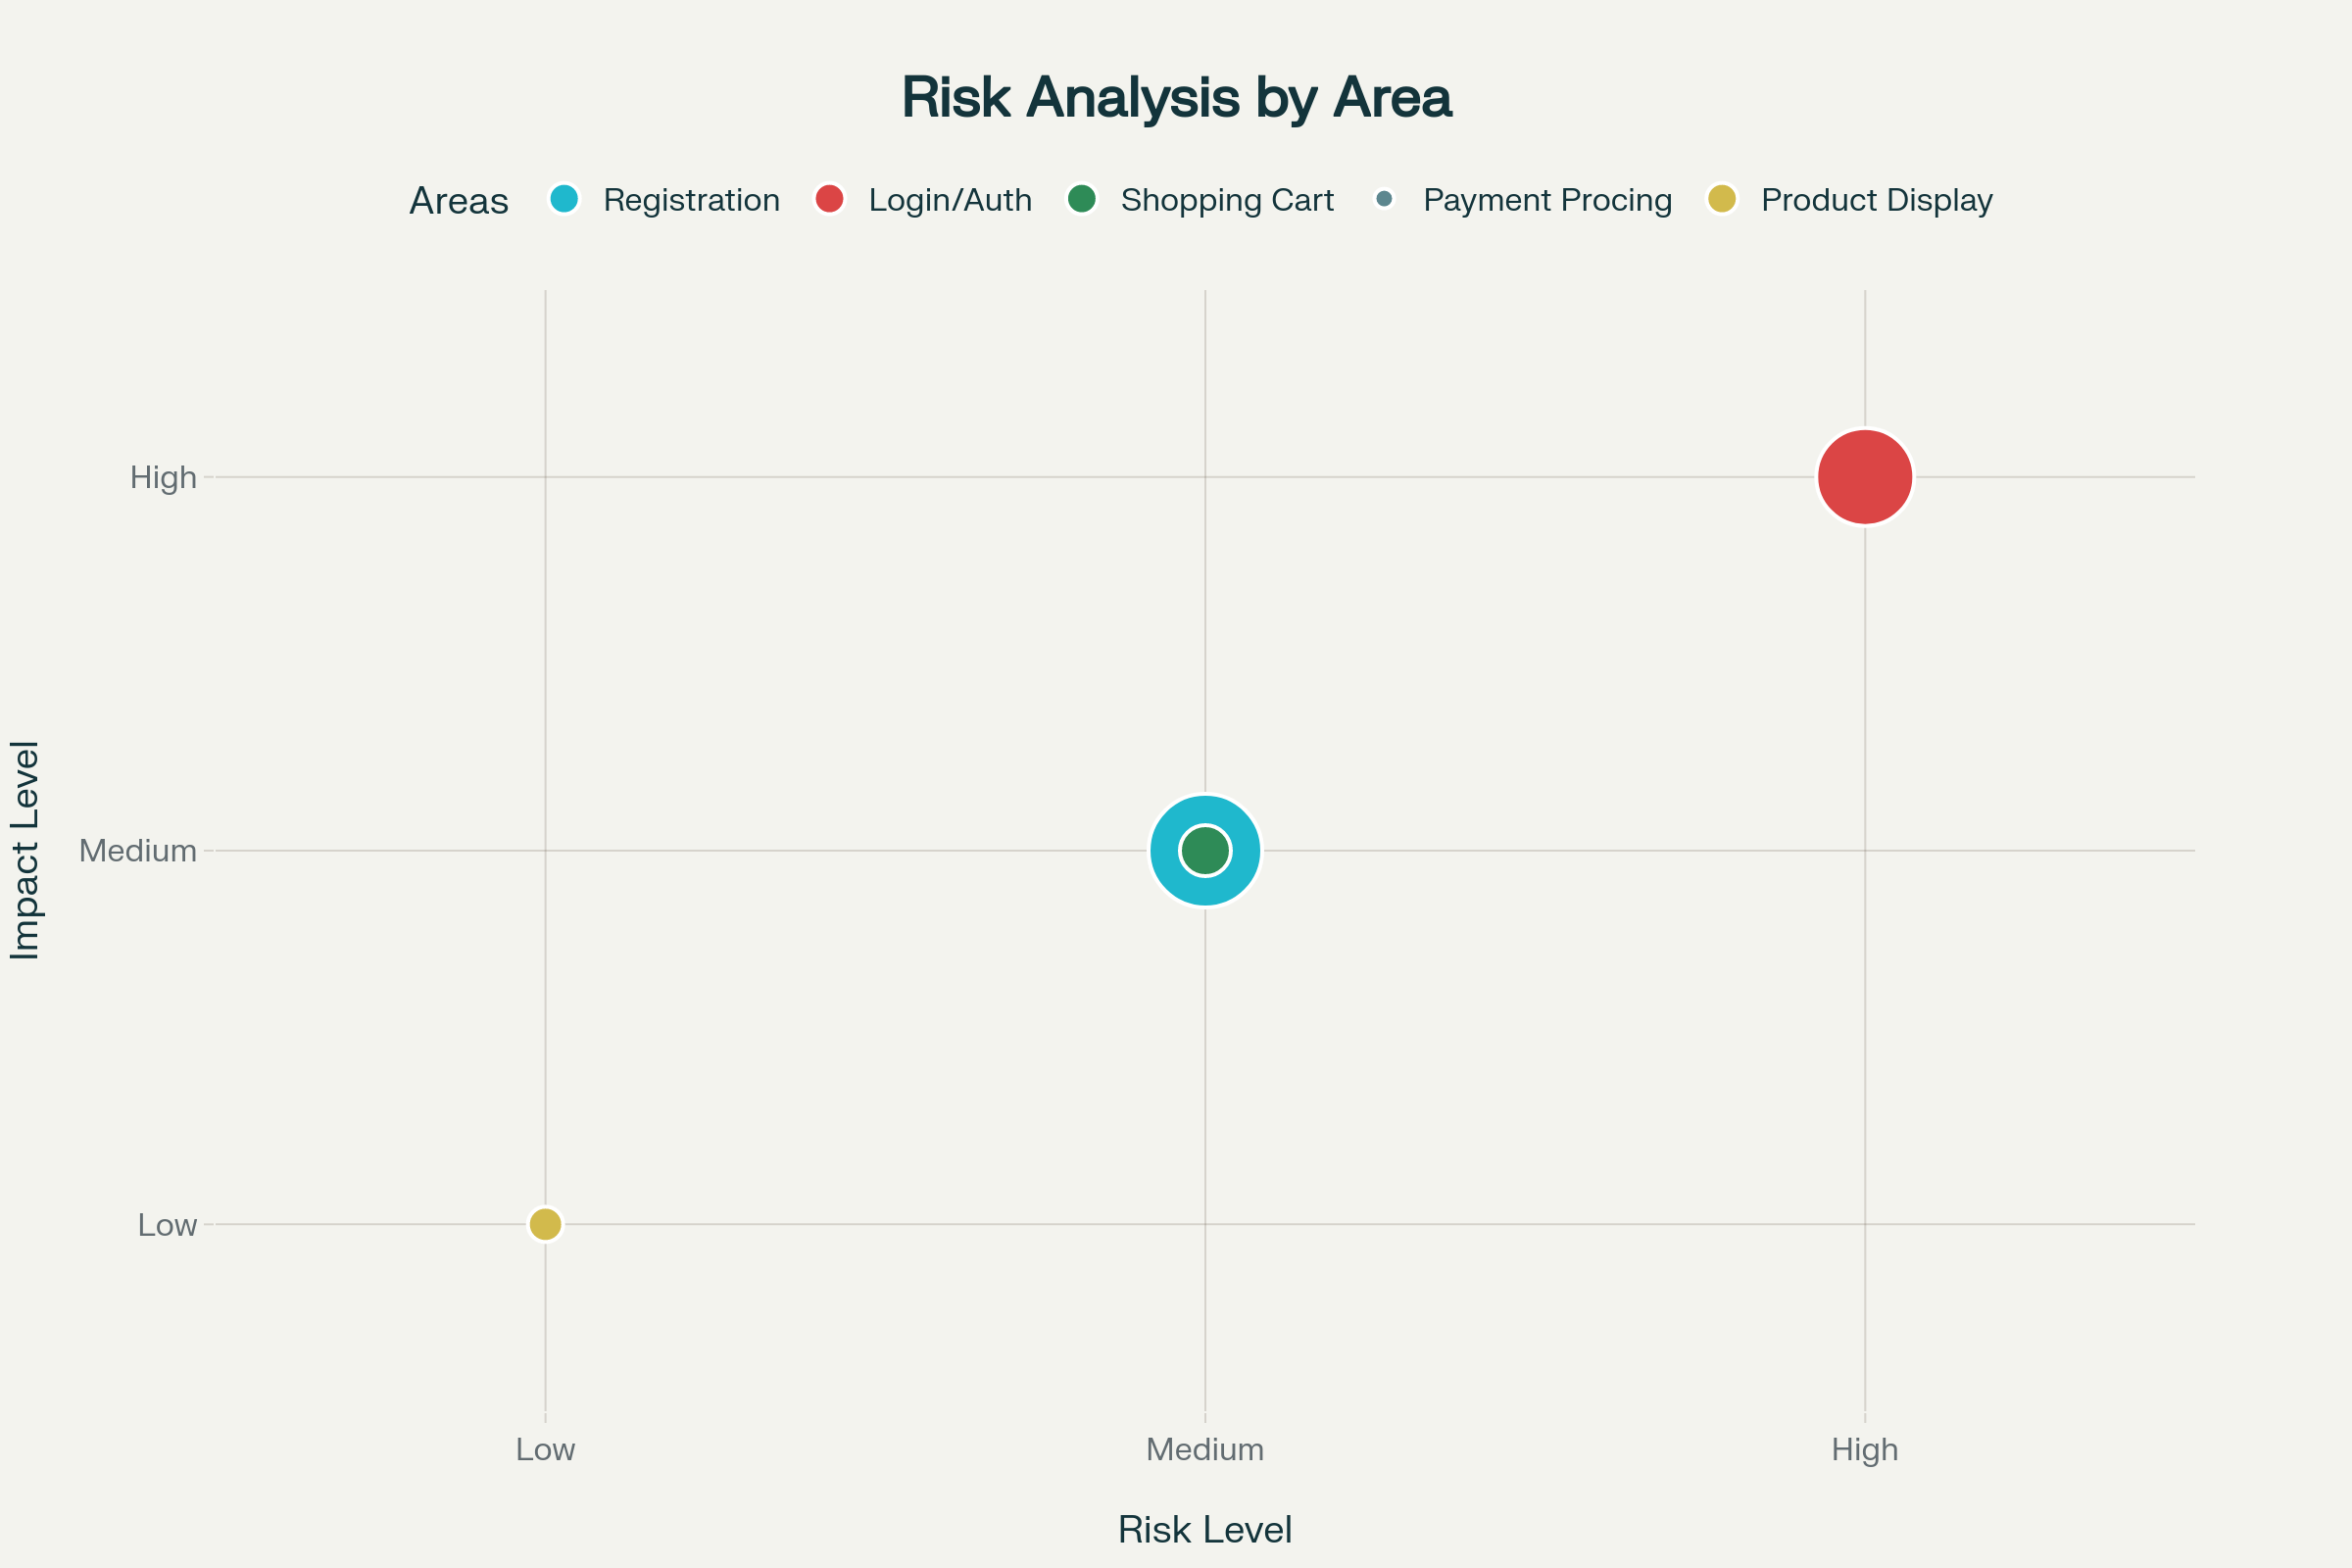 Risk Analysis by Area
Areas Registration Login/Auth Shopping Cart Payment Procing Product Display
High
Medium
Low
Impact Level
Low Medium High
Risk Level